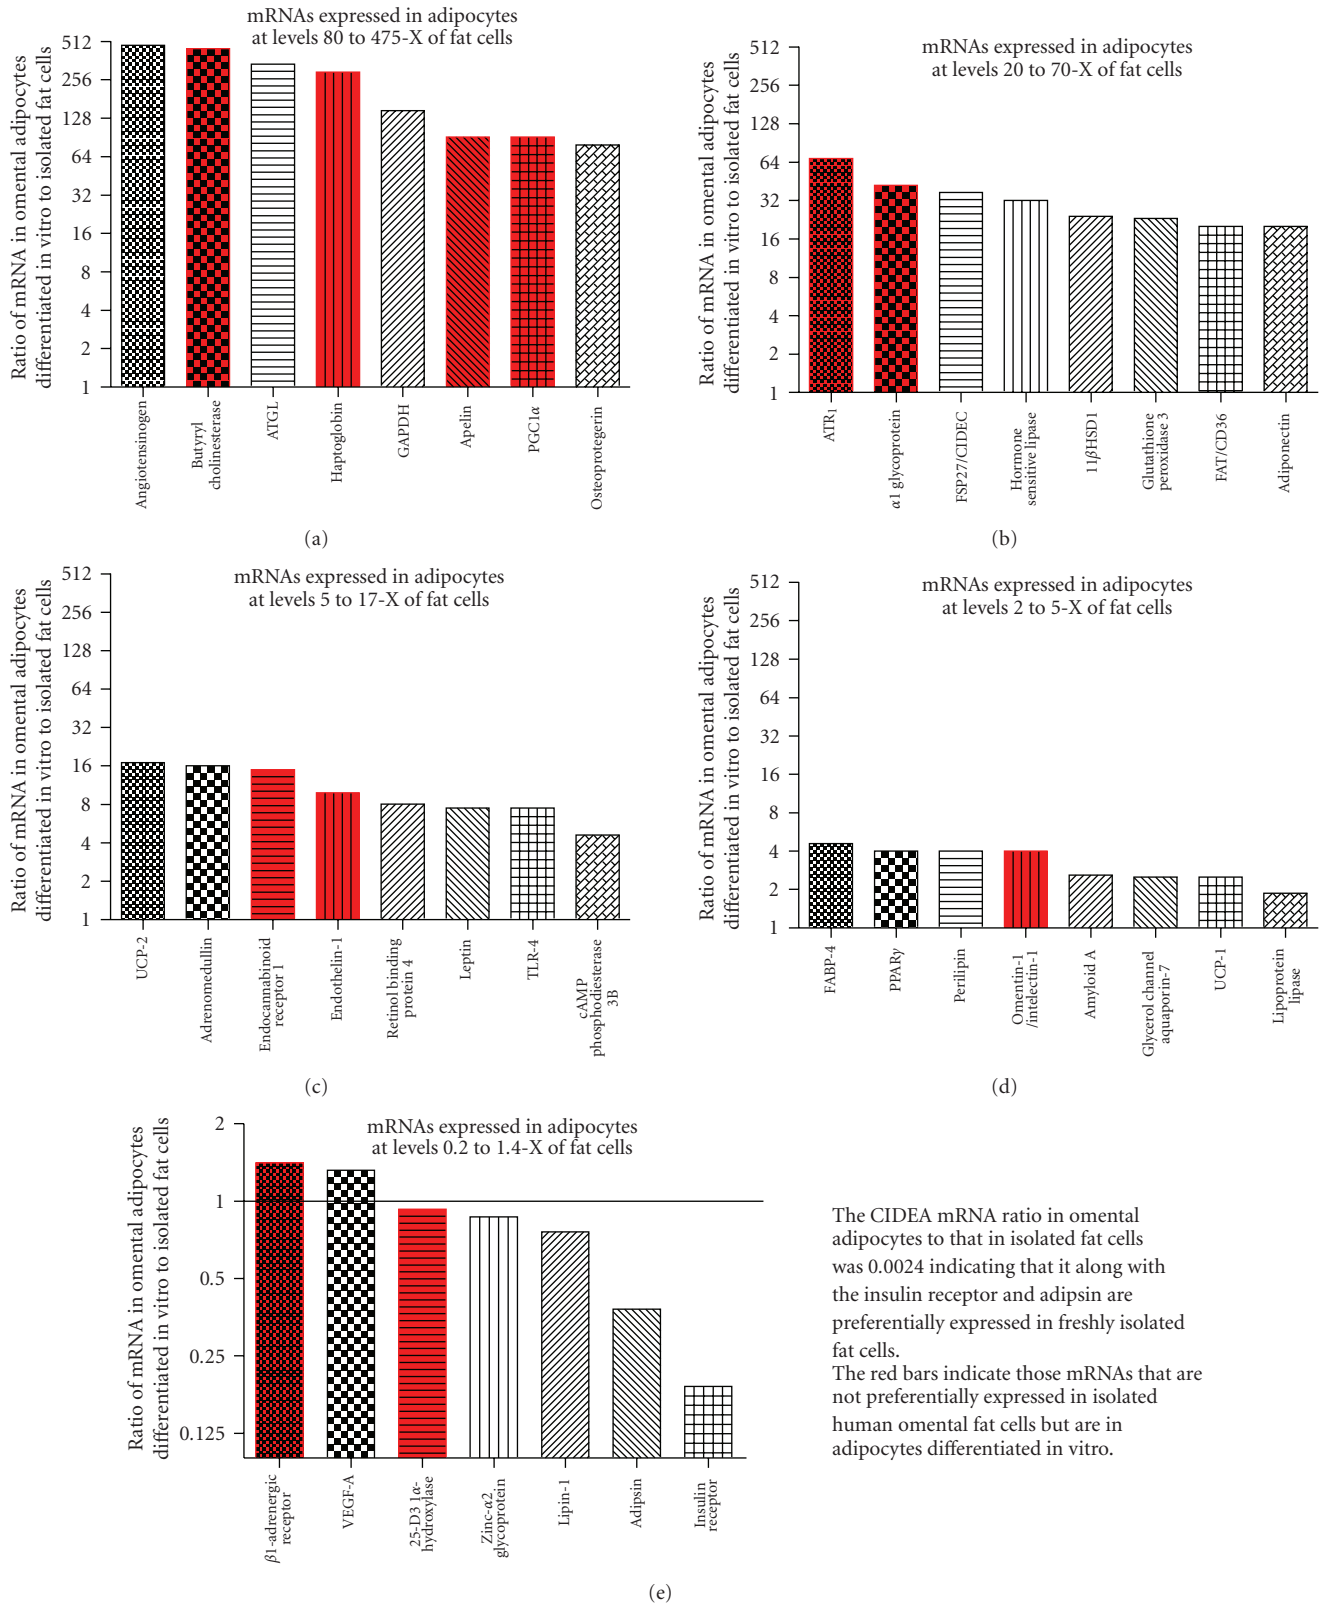 mRNAs expressed in adipocytes
at levels 80 to 475-X of fat cells
Ratio of mRNA in omental adipocytes
differentiated in vitro to isolated fat cells
512
256
128
64
32
16
8
4
2
1
Angiotensinogen
Butyryl
cholinesterase
ATGL
Haptoglobin
GAPDH
Apelin
PGC1α
Osteoprotegerin
(a)
mRNAs expressed in adipocytes
at levels 20 to 70-X of fat cells
Ratio of mRNA in omental adipocytes
differentiated in vitro to isolated fat cells
512
256
128
64
32
16
8
4
2
1
ATR₁
α1 glycoprotein
FSP27/CIDEC
Hormone
sensitive lipase
11βHSD1
Glutathione
peroxidase 3
FAT/CD36
Adiponectin
(b)
mRNAs expressed in adipocytes
at levels 5 to 17-X of fat cells
Ratio of mRNA in omental adipocytes
differentiated in vitro to isolated fat cells
512
256
128
64
32
16
8
4
2
1
UCP-2
Adrenomedullin
Endocannabinoid
receptor 1
Endothelin-1
Retinol binding
protein 4
Leptin
TLR-4
cAMP
phosphodiesterase
3B
(c)
mRNAs expressed in adipocytes
at levels 2 to 5-X of fat cells
Ratio of mRNA in omental adipocytes
differentiated in vitro to isolated fat cells
512
256
128
64
32
16
8
4
2
1
FABP-4
PPARγ
Perilipin
Omentin-1
/intelectin-1
Amyloid A
Glycerol channel
aquaporin-7
UCP-1
Lipoprotein
lipase
(d)
mRNAs expressed in adipocytes
at levels 0.2 to 1.4-X of fat cells
Ratio of mRNA in omental adipocytes
differentiated in vitro to isolated fat cells
2
1
0.5
0.25
0.125
β1-adrenergic
receptor
VEGF-A
25-D3 1α-
hydroxylase
Zinc-α2
glycoprotein
Lipin-1
Adipsin
Insulin
receptor
The CIDEA mRNA ratio in omental
adipocytes to that in isolated fat cells
was 0.0024 indicating that it along with
the insulin receptor and adipsin are
preferentially expressed in freshly isolated
fat cells.
The red bars indicate those mRNAs that are
not preferentially expressed in isolated
human omental fat cells but are in
adipocytes differentiated in vitro.
(e)